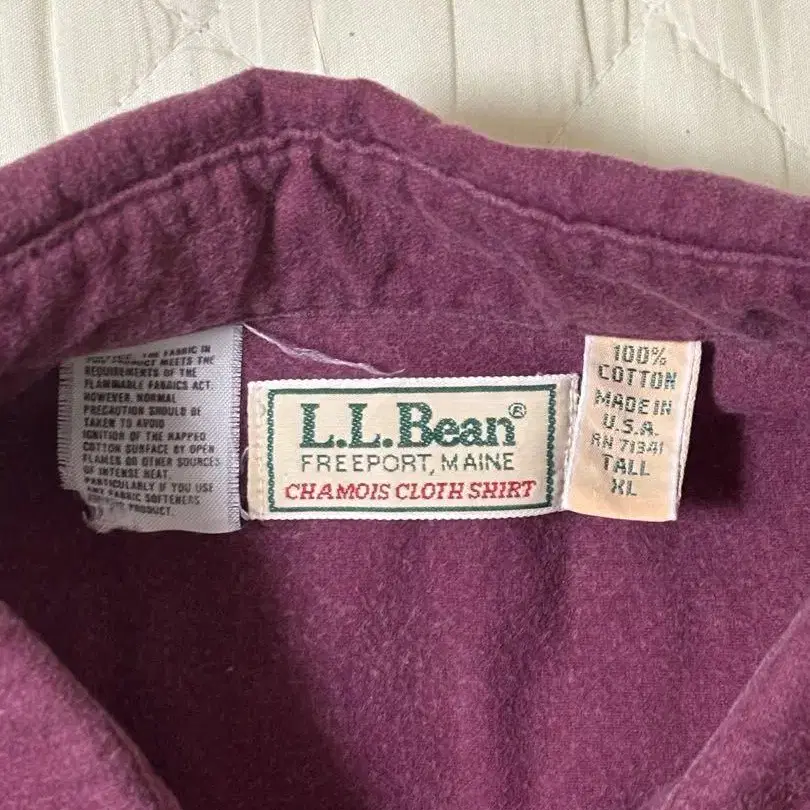 THE FABRIC IN
PRODUCT MEETS THE
REQUIREMENTS OF THE
FLAMMABLE FABRICS ACT.
HOWEVER, NORMAL
PRECAUTION SHOULD BE
TAKEN TO AVOID
IGNITION OF THE NAPPED
COTTON SURFACE BY OPEN
FLAMES OR OTHER SOURCES
OF INTENSE HEAT.
PARTICULARLY IF YOU USE
ANY FABRIC SOFTENERS
PRODUCT.
L.L.Bean®
FREEPORT, MAINE
CHAMOIS CLOTH SHIRT
100%
COTTON
MADE IN
U.S.A.
RN 71341
TALL
XL